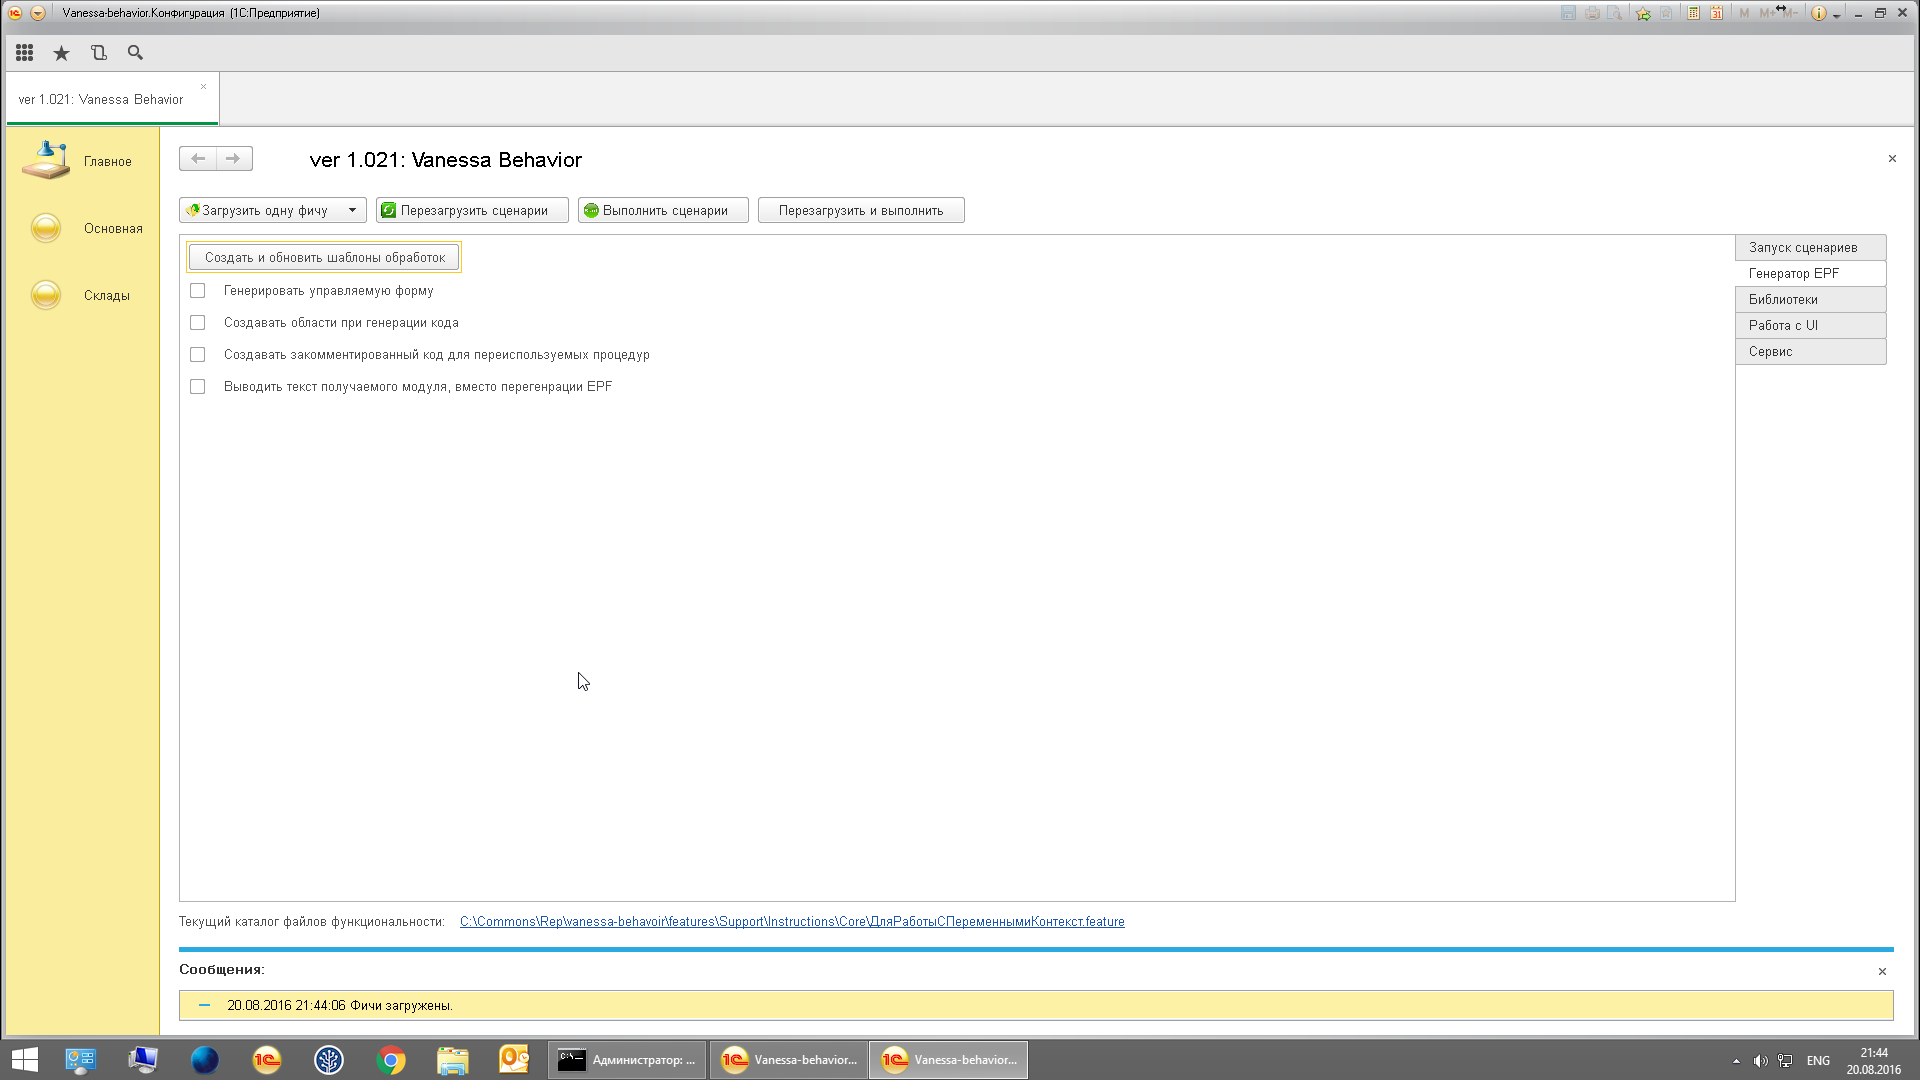 Vanessa-behavior.Конфигурация (1С:Предприятие)
31
M M+ M-
ver 1.021: Vanessa Behavior
Главное
Основная
Склады
ver 1.021: Vanessa Behavior
Загрузить одну фичу
Перезагрузить сценарии
Выполнить сценарии
Перезагрузить и выполнить
Создать и обновить шаблоны обработок
Генерировать управляемую форму
Создавать области при генерации кода
Создавать закомментированный код для переиспользуемых процедур
Выводить текст получаемого модуля, вместо перегенрации EPF
Запуск сценариев
Генератор EPF
Библиотеки
Работа с UI
Сервис
Текущий каталог файлов функциональности: C:\Commons\Rep\vanessa-behavoir\features\Support\Instructions\Core\ДляРаботыСПеременнымиКонтекст.feature
Сообщения:
20.08.2016 21:44:06 Фичи загружены.
Администратор: ...
Vanessa-behavior...
Vanessa-behavior...
ENG
21:44
20.08.2016